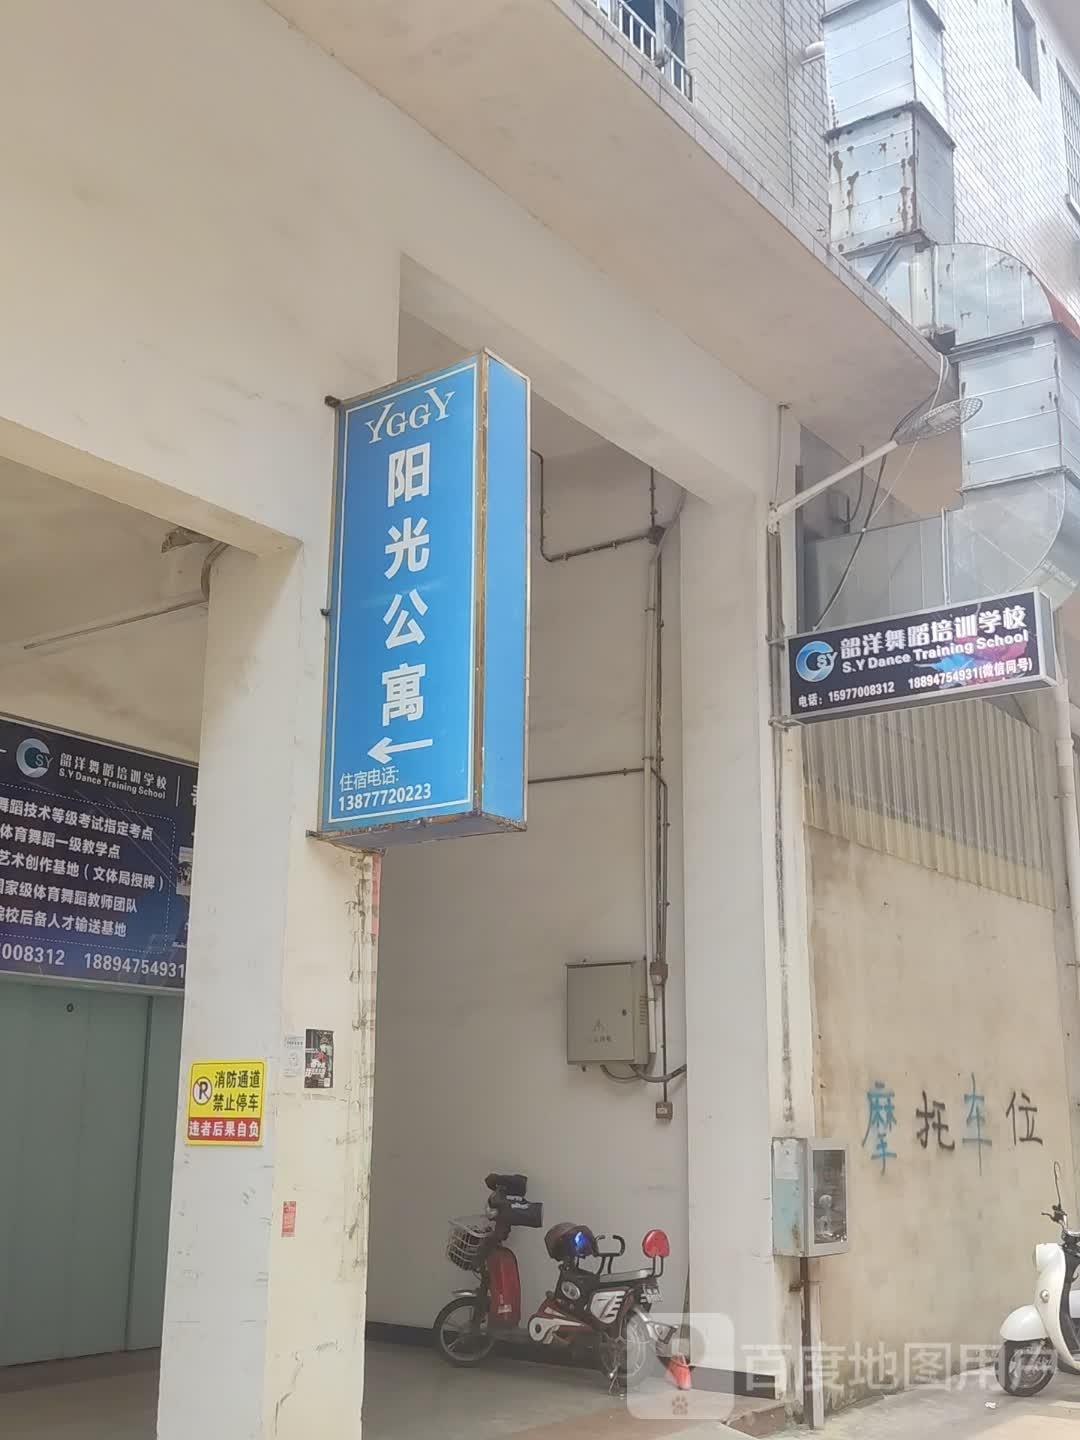 YGGY
阳光公寓
住宿电话:
13877720223
SY 韶洋舞蹈培训学校
S.Y Dance Training School
电话: 15977008312 18894754931(微信同号)
SY 韶洋舞蹈培训学校
S.Y Dance Training School
舞蹈技术等级考试指定考点
体育舞蹈一级教学点
艺术创作基地（文体局授牌）
国家级体育舞蹈教师团队
院校后备人才输送基地
7008312 18894754931
P 消防通道
禁止停车
违者后果自负
摩托车位
百度地图用户